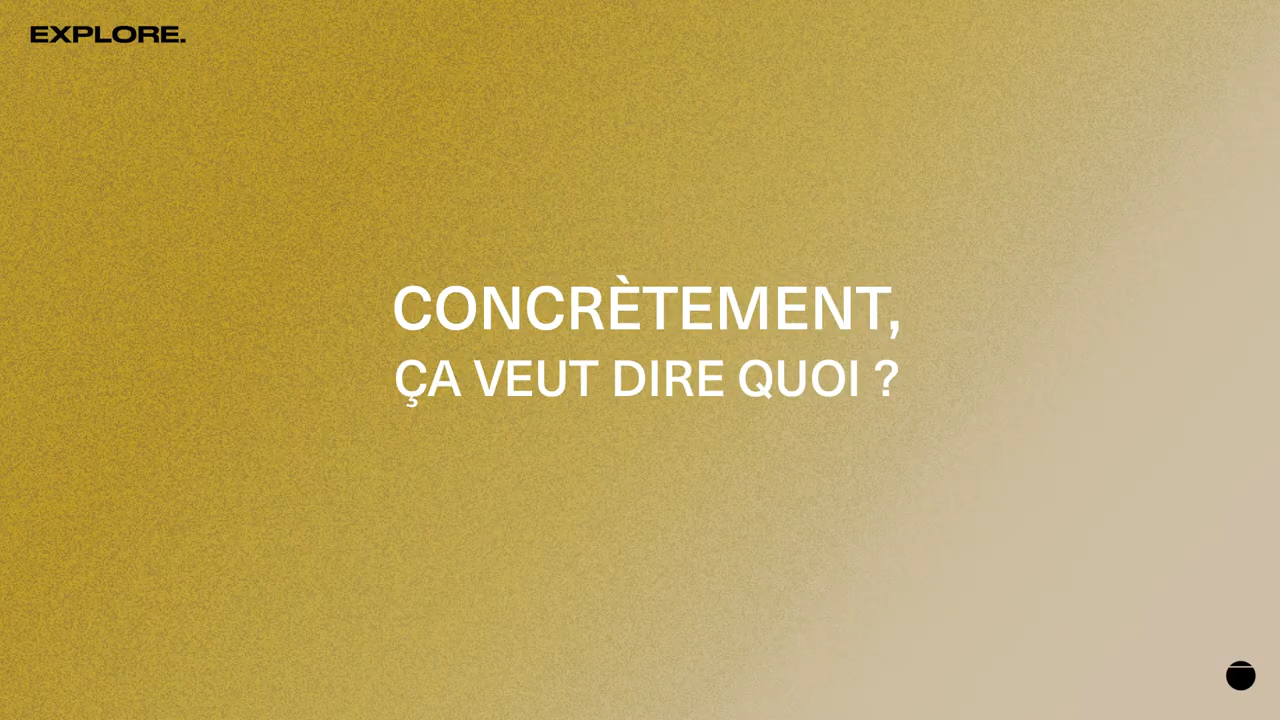 EXPLORE.
CONCRÈTEMENT,
ÇA VEUT DIRE QUOI ?